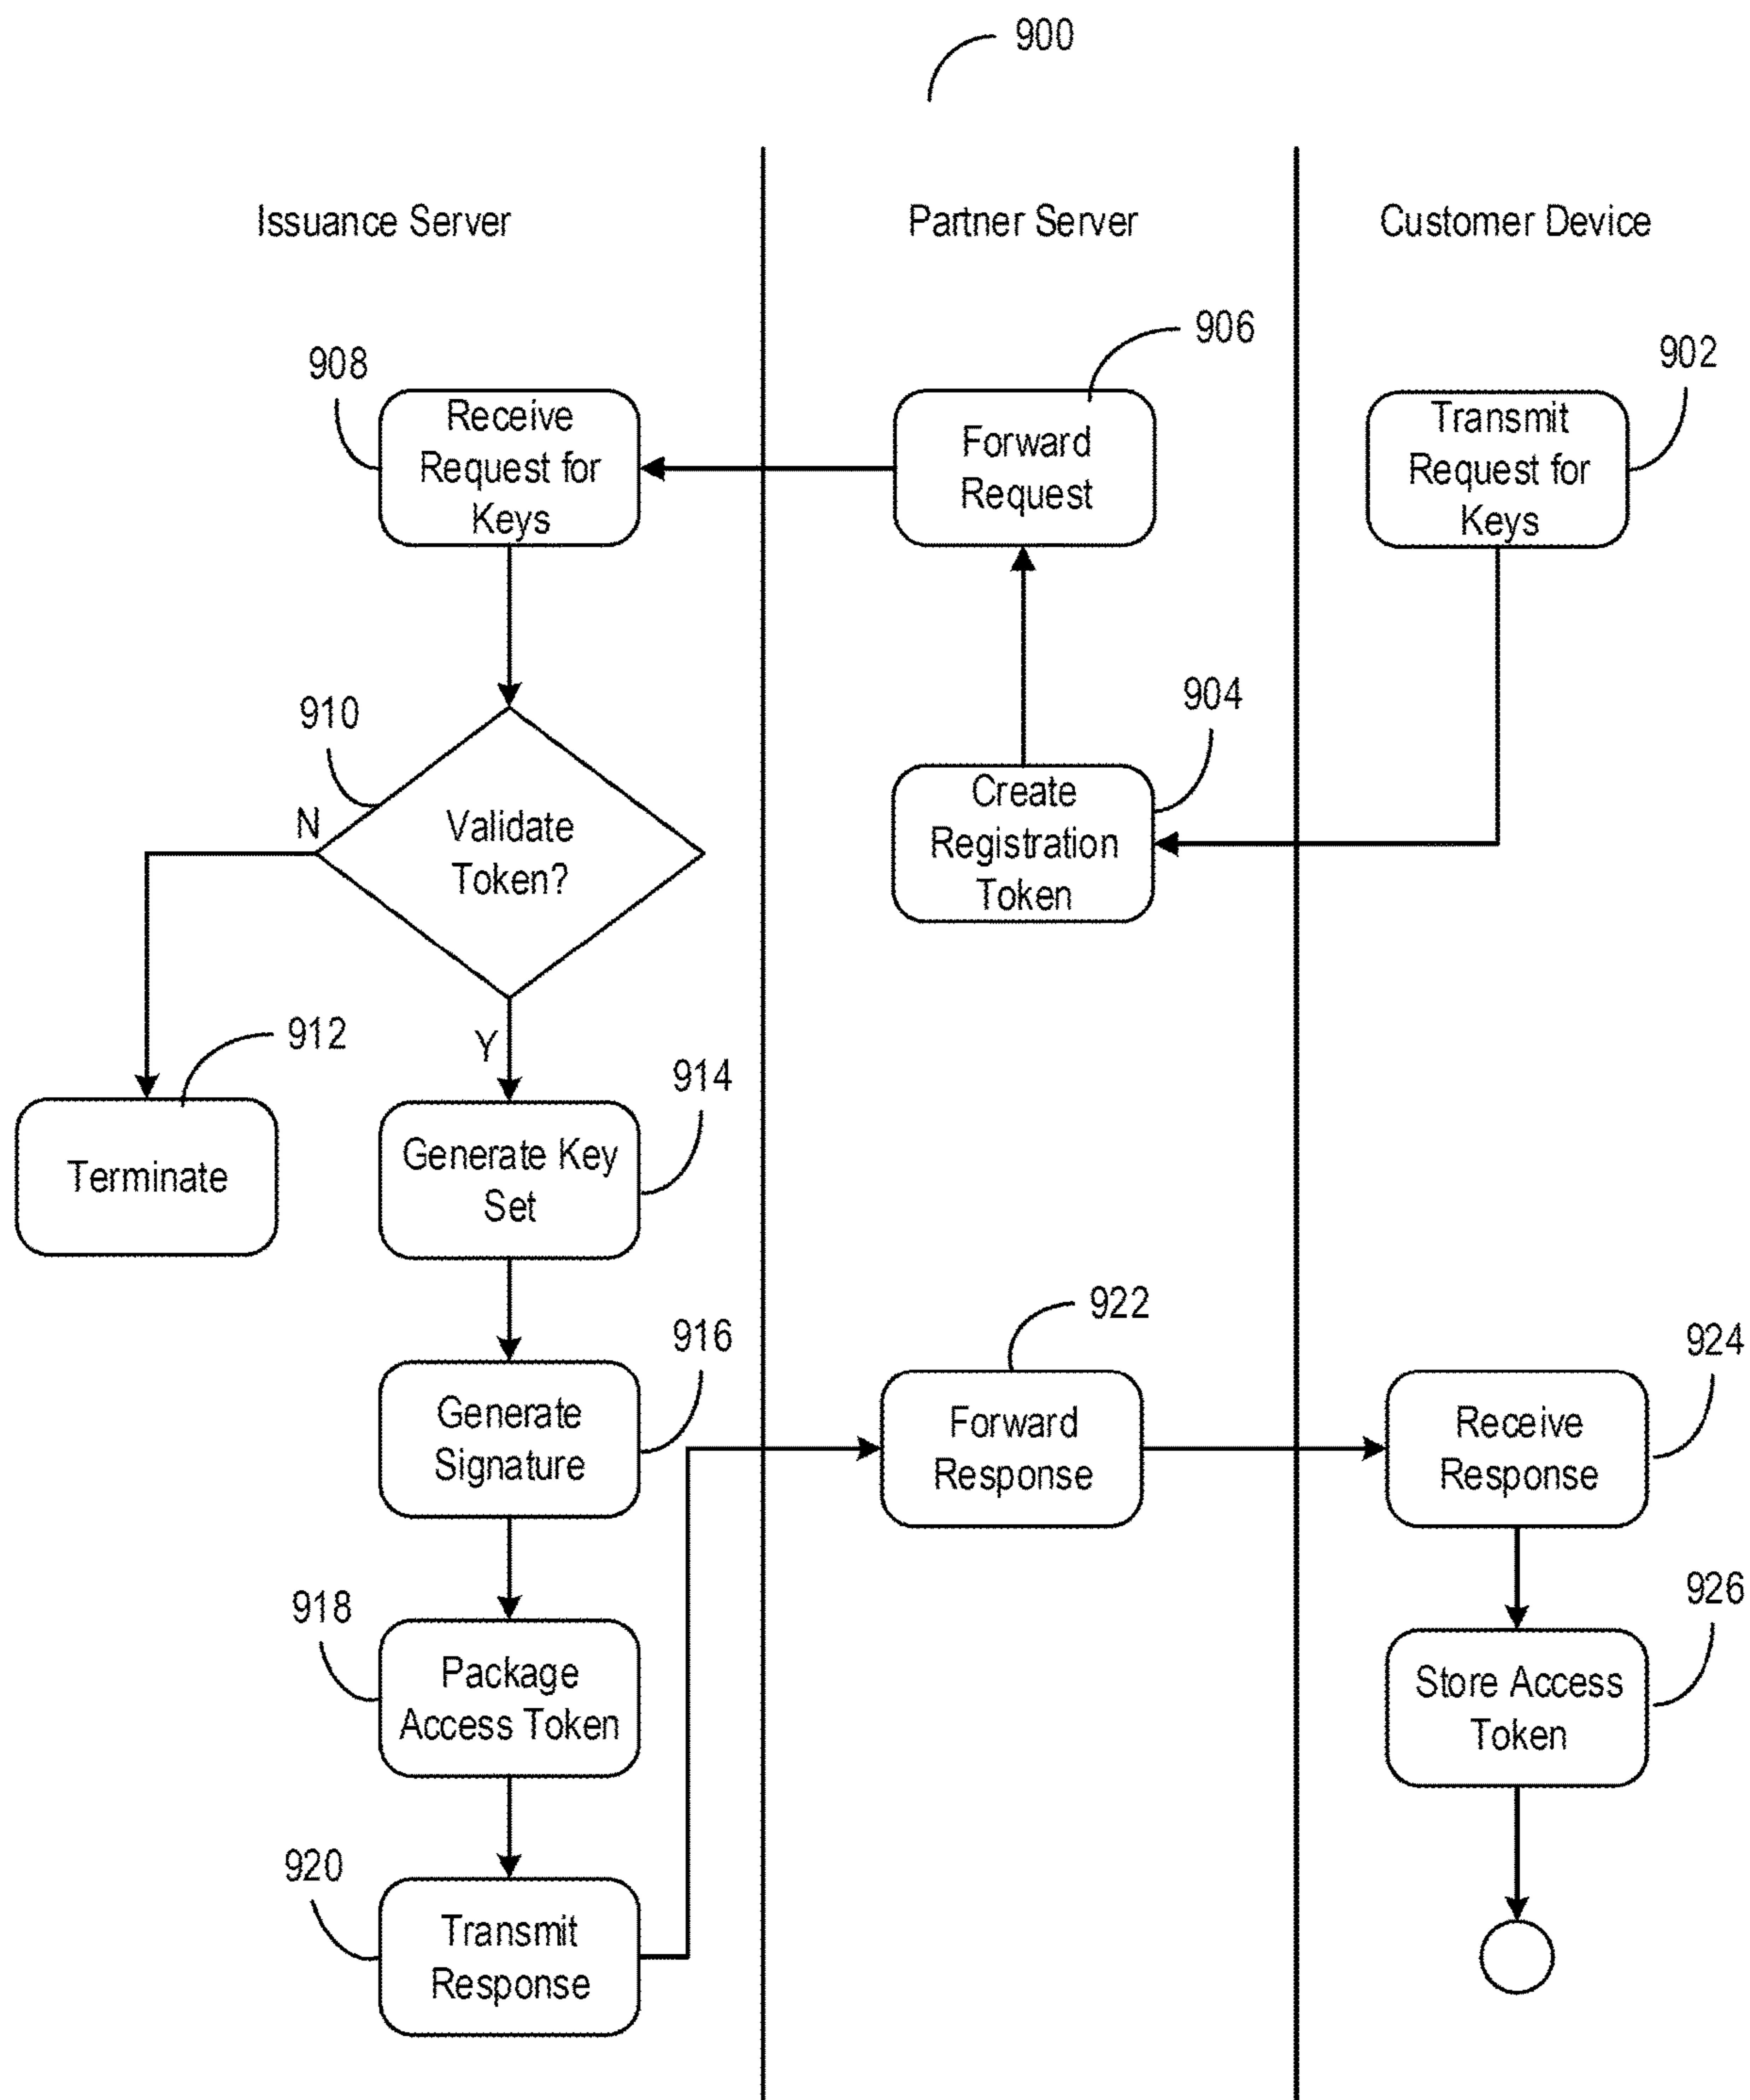 900
Issuance Server
Partner Server
Customer Device
908
Receive
Request for
Keys
906
Forward
Request
902
Transmit
Request for
Keys
910
N
Validate
Token?
Y
904
Create
Registration
Token
912
Terminate
914
Generate Key
Set
916
Generate
Signature
922
Forward
Response
924
Receive
Response
918
Package
Access Token
926
Store Access
Token
920
Transmit
Response